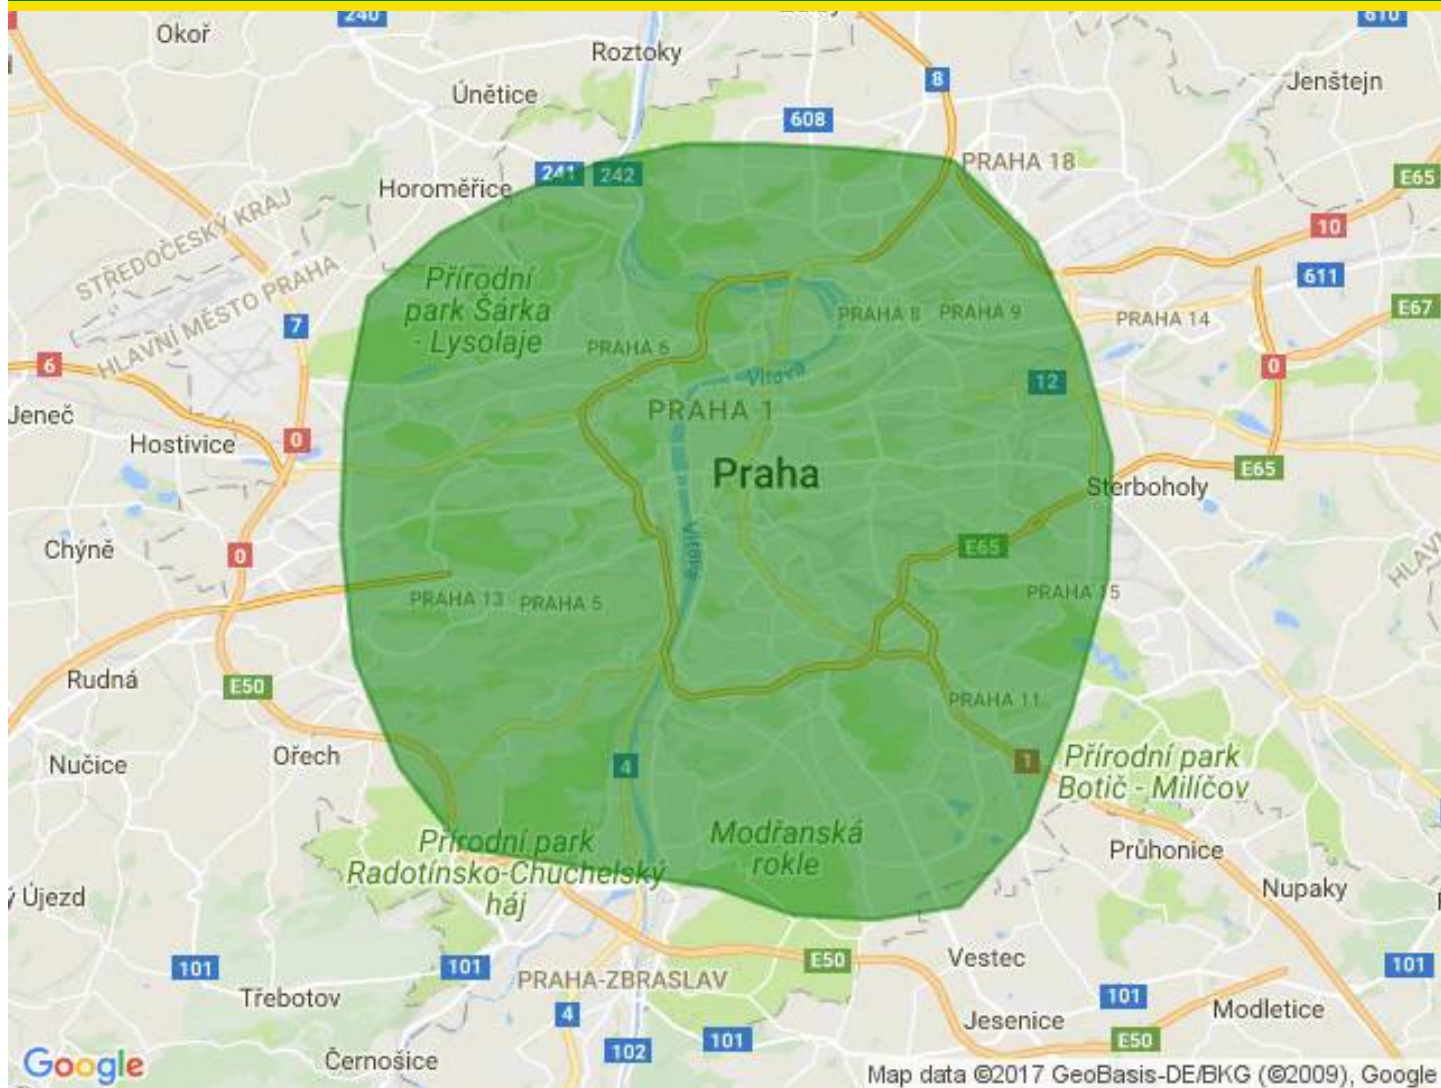 240
610
Okoř
Roztoky
Jenštejn
8
Únětice
608
PRAHA 18
241
242
E65
Horoměřice
STŘEDOČESKÝ KRAJ
10
HLAVNÍ MĚSTO PRAHA
Přírodní
park Šárka
- Lysolaje
611
7
PRAHA 8
PRAHA 9
PRAHA 14
E67
PRAHA 6
6
0
Vltava
12
Jeneč
PRAHA 1
Hostivice
0
Praha
E65
Sterboholy
Chýně
0
Vltava
E65
PRAHA 13
PRAHA 5
PRAHA 15
Rudná
E50
PRAHA 11
Nučice
Ořech
4
1
Přírodní park
Botič - Milíčov
Přírodní park
Radotínsko-Chuchelský
háj
Modřanská
rokle
Průhonice
ý Újezd
Nupaky
101
101
PRAHA-ZBRASLAV
E50
Vestec
101
Třebotov
4
101
Modletice
Jesenice
101
E50
102
Černošice
Google
Map data ©2017 GeoBasis-DE/BKG (©2009), Google